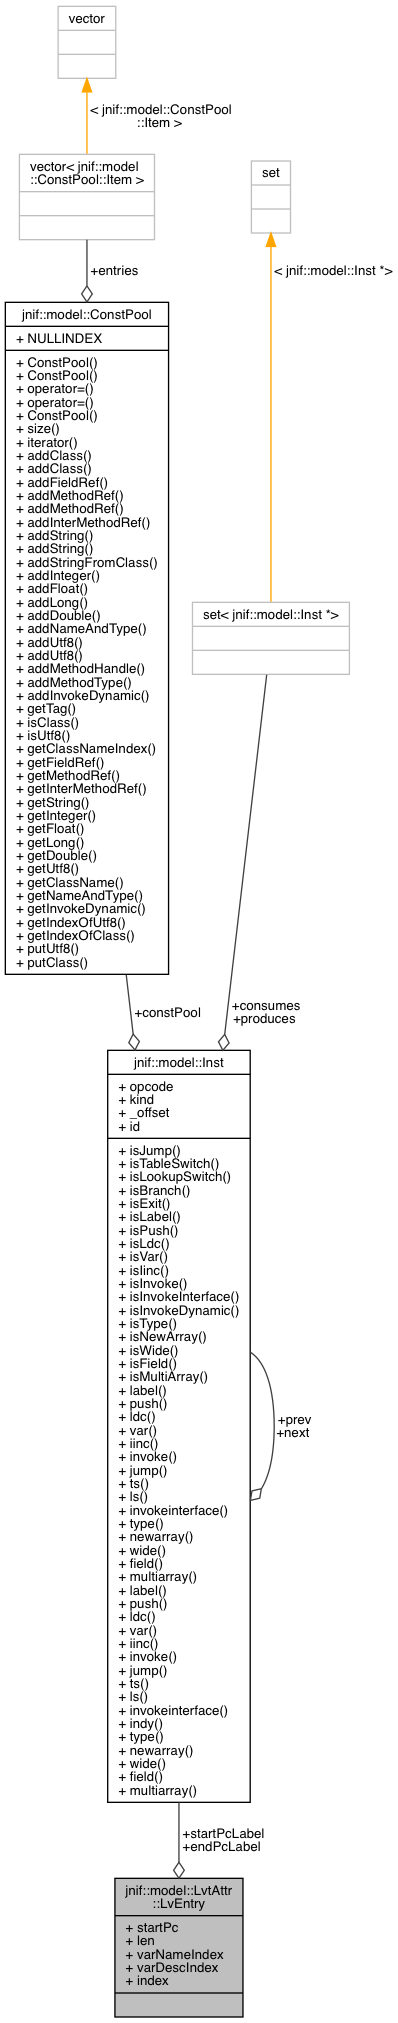 vector
< jnif::model::ConstPool
::Item >
vector< jnif::model
::ConstPool::Item >
set
+entries
< jnif::model::Inst *>
jnif::model::ConstPool
+ NULLINDEX
+ ConstPool()
+ ConstPool()
+ operator=()
+ operator=()
+ ConstPool()
+ size()
+ iterator()
+ addClass()
+ addClass()
+ addFieldRef()
+ addMethodRef()
+ addMethodRef()
+ addInterMethodRef()
+ addString()
+ addString()
+ addStringFromClass()
+ addInteger()
+ addFloat()
+ addLong()
+ addDouble()
+ addNameAndType()
+ addUtf8()
+ addUtf8()
+ addMethodHandle()
+ addMethodType()
+ addInvokeDynamic()
+ getTag()
+ isClass()
+ isUtf8()
+ getClassNameIndex()
+ getFieldRef()
+ getMethodRef()
+ getInterMethodRef()
+ getString()
+ getInteger()
+ getFloat()
+ getLong()
+ getDouble()
+ getUtf8()
+ getClassName()
+ getNameAndType()
+ getInvokeDynamic()
+ getIndexOfUtf8()
+ getIndexOfClass()
+ putUtf8()
+ putClass()
set< jnif::model::Inst *>
+constPool
+consumes
+produces
jnif::model::Inst
+ opcode
+ kind
+ _offset
+ id
+ isJump()
+ isTableSwitch()
+ isLookupSwitch()
+ isBranch()
+ isExit()
+ isLabel()
+ isPush()
+ isLdc()
+ isVar()
+ isIinc()
+ isInvoke()
+ isInvokeInterface()
+ isInvokeDynamic()
+ isType()
+ isNewArray()
+ isWide()
+ isField()
+ isMultiArray()
+ label()
+ push()
+ ldc()
+ var()
+ iinc()
+ invoke()
+ jump()
+ ts()
+ ls()
+ invokeinterface()
+ type()
+ newarray()
+ wide()
+ field()
+ multiarray()
+ label()
+ push()
+ ldc()
+ var()
+ iinc()
+ invoke()
+ jump()
+ ts()
+ ls()
+ invokeinterface()
+ indy()
+ type()
+ newarray()
+ wide()
+ field()
+ multiarray()
+prev
+next
+startPcLabel
+endPcLabel
jnif::model::LvtAttr
::LvEntry
+ startPc
+ len
+ varNameIndex
+ varDescIndex
+ index